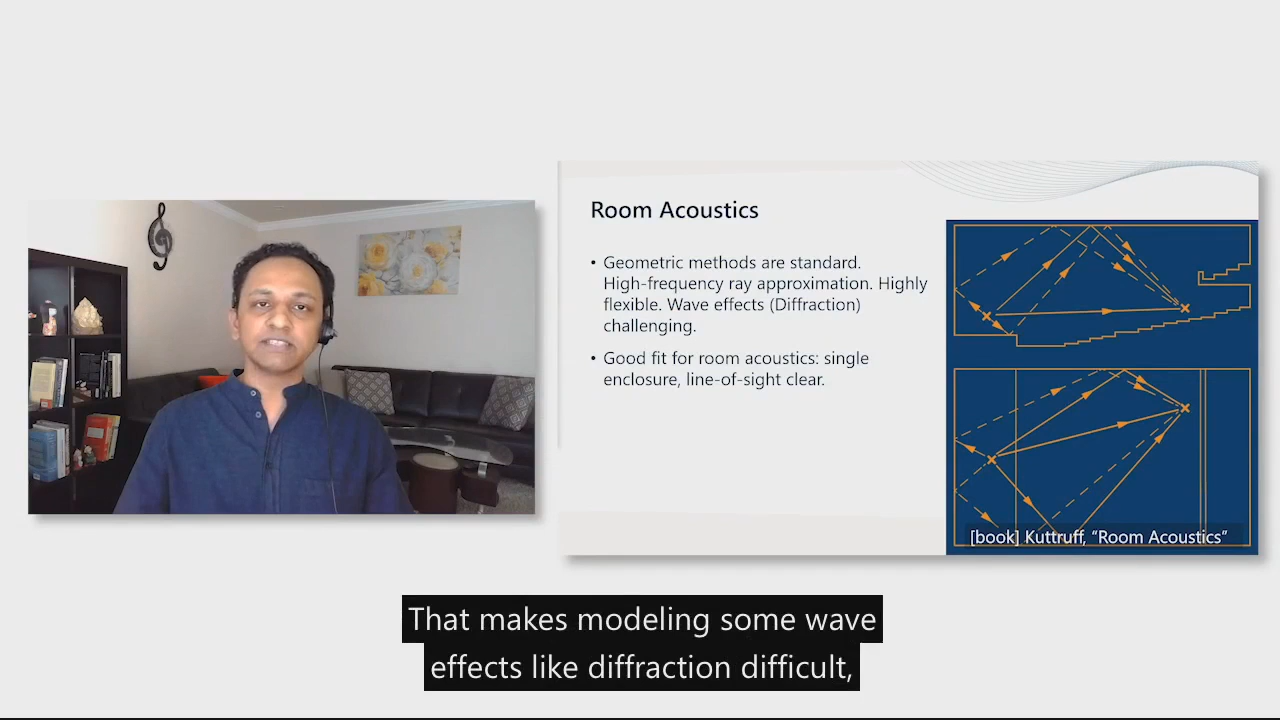 Room Acoustics
• Geometric methods are standard.
High-frequency ray approximation. Highly
flexible. Wave effects (Diffraction)
challenging.
• Good fit for room acoustics: single
enclosure, line-of-sight clear.
[book] Kuttruff, “Room Acoustics”
That makes modeling some wave
effects like diffraction difficult,